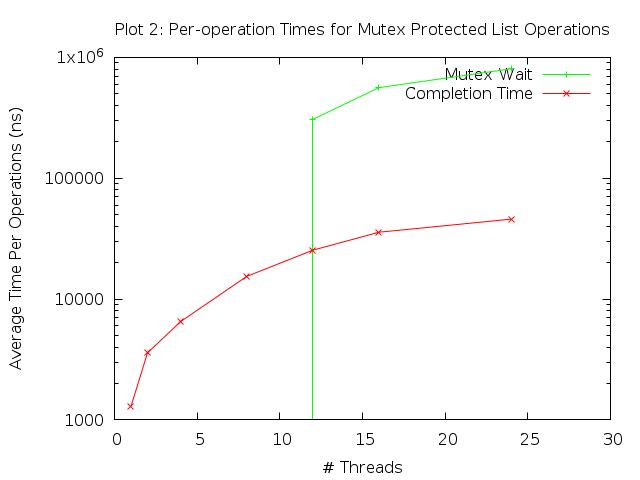 Plot 2: Per-operation Times for Mutex Protected List Operations
1x10^6
Mutex Wait
Completion Time
Average Time Per Operations (ns)
100000
10000
1000
0 5 10 15 20 25 30
# Threads